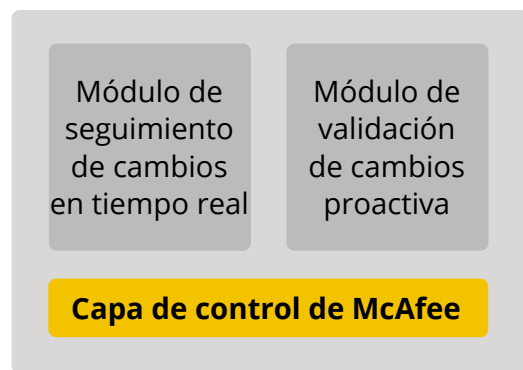 Módulo de
seguimiento
de cambios
en tiempo real
Módulo de
validación
de cambios
proactiva
Capa de control de McAfee